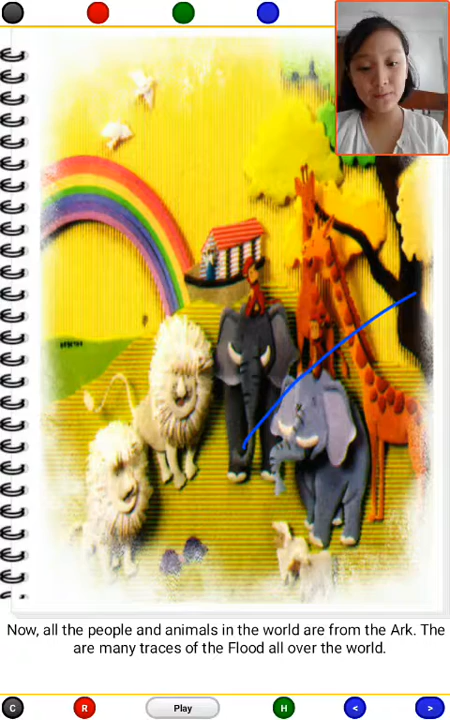 Now, all the people and animals in the world are from the Ark. The
are many traces of the Flood all over the world.
C
R
Play
H
<
>